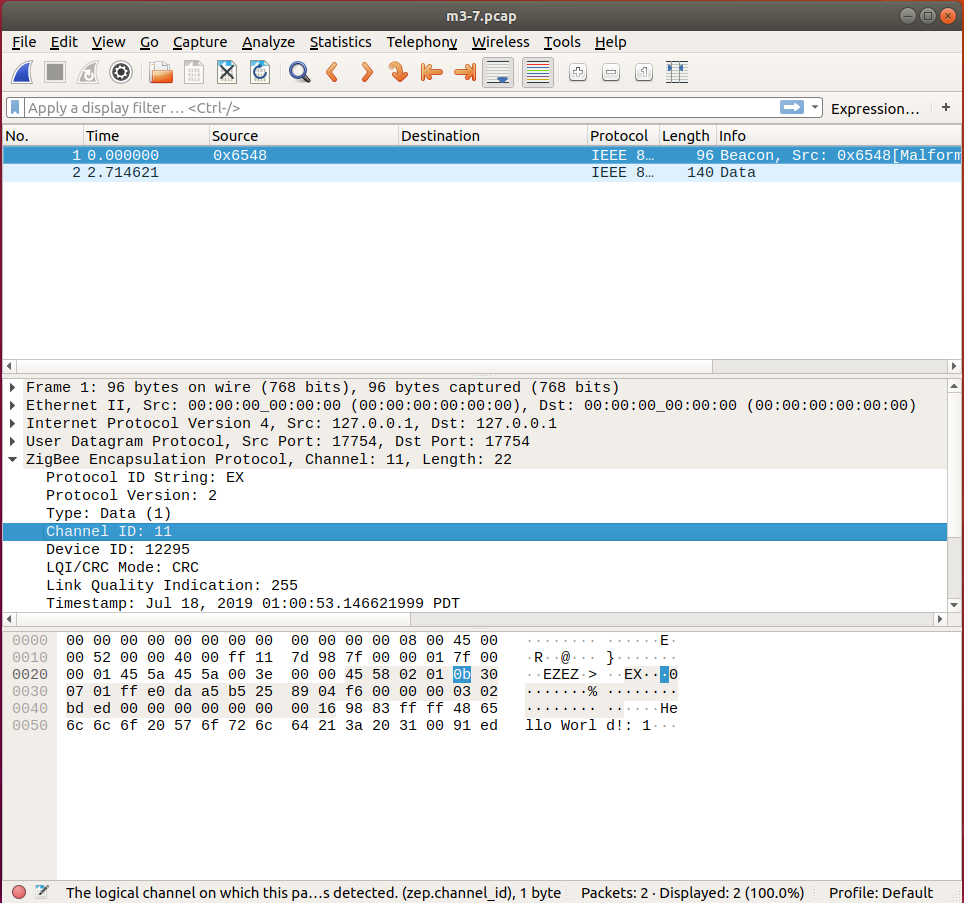 m3-7.pcap
File Edit View Go Capture Analyze Statistics Telephony Wireless Tools Help
Apply a display filter … <Ctrl-/> Expression… +
No. Time Source Destination Protocol Length Info
1 0.000000 0x6548 IEEE 8… 96 Beacon, Src: 0x6548[Malform
2 2.714621 IEEE 8… 140 Data
Frame 1: 96 bytes on wire (768 bits), 96 bytes captured (768 bits)
Ethernet II, Src: 00:00:00_00:00:00 (00:00:00:00:00:00), Dst: 00:00:00_00:00:00 (00:00:00:00:00:00)
Internet Protocol Version 4, Src: 127.0.0.1, Dst: 127.0.0.1
User Datagram Protocol, Src Port: 17754, Dst Port: 17754
ZigBee Encapsulation Protocol, Channel: 11, Length: 22
Protocol ID String: EX
Protocol Version: 2
Type: Data (1)
Channel ID: 11
Device ID: 12295
LQI/CRC Mode: CRC
Link Quality Indication: 255
Timestamp: Jul 18, 2019 01:00:53.146621999 PDT
0000 00 00 00 00 00 00 00 00 00 00 00 00 08 00 45 00 ········ ······E·
0010 00 52 00 00 40 00 ff 11 7d 98 7f 00 00 01 7f 00 ·R··@··· }·······
0020 00 01 45 5a 45 5a 00 3e 00 00 45 58 02 01 0b 30 ··EZEZ·> ··EX···0
0030 07 01 ff e0 da a5 b5 25 89 04 f6 00 00 00 03 02 ·······% ········
0040 bd ed 00 00 00 00 00 00 00 16 98 83 ff ff 48 65 ········ ······He
0050 6c 6c 6f 20 57 6f 72 6c 64 21 3a 20 31 00 91 ed llo Worl d!: 1···
The logical channel on which this pa…s detected. (zep.channel_id), 1 byte Packets: 2 · Displayed: 2 (100.0%) Profile: Default